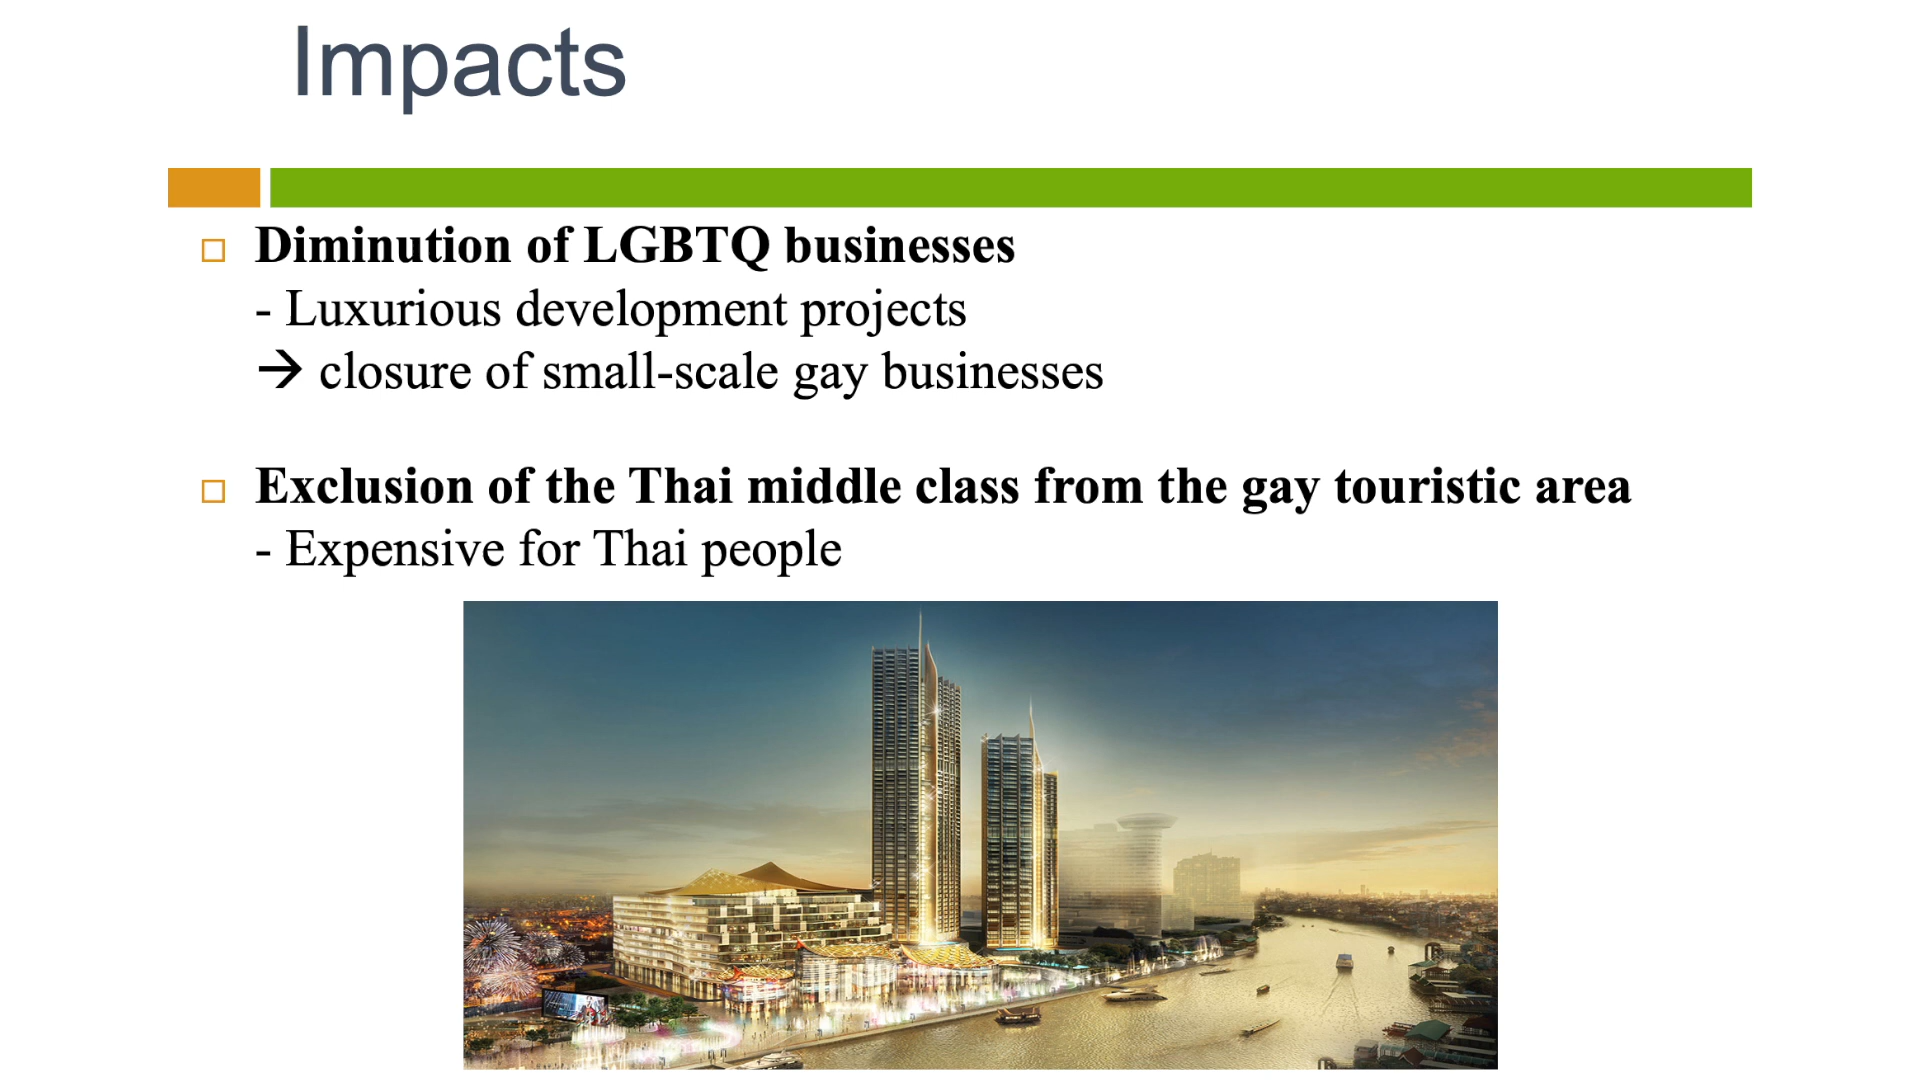 Impacts
Diminution of LGBTQ businesses
- Luxurious development projects
→ closure of small-scale gay businesses
Exclusion of the Thai middle class from the gay touristic area
- Expensive for Thai people